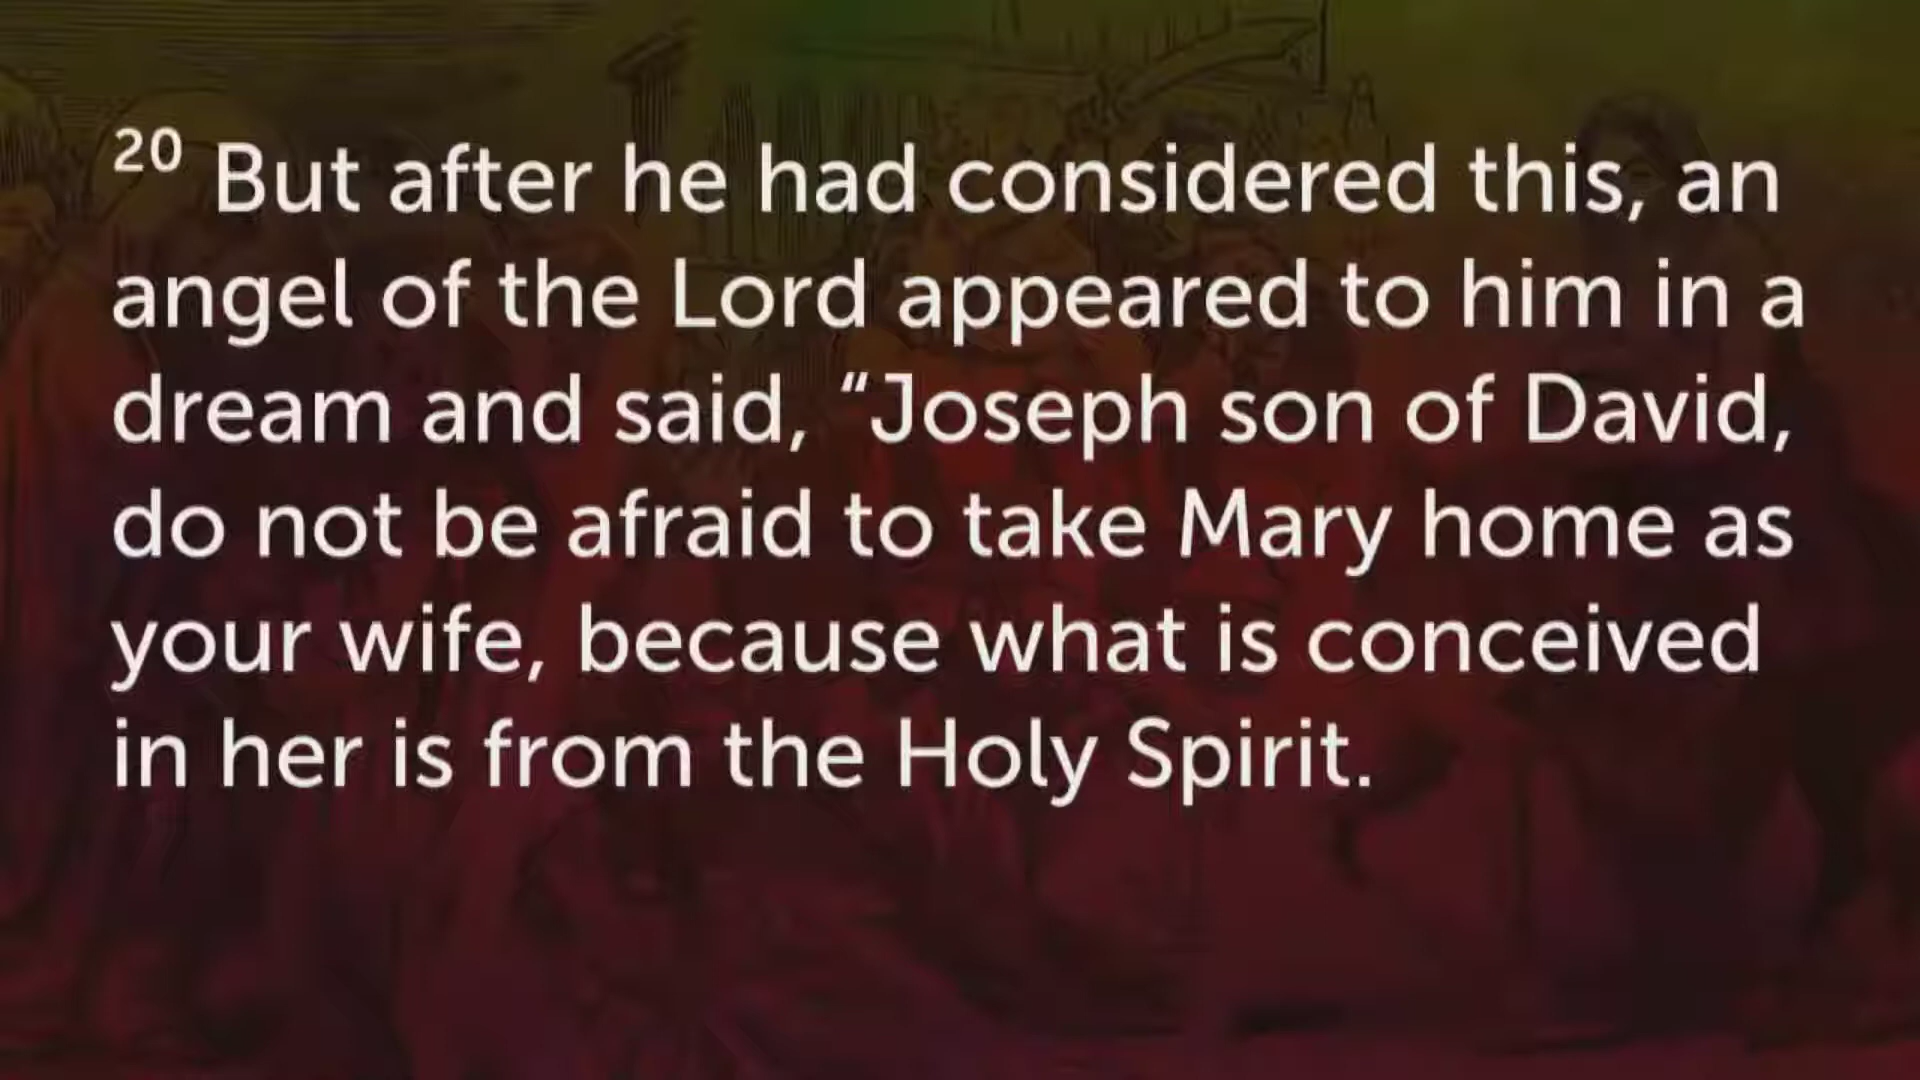 20 But after he had considered this, an
angel of the Lord appeared to him in a
dream and said, “Joseph son of David,
do not be afraid to take Mary home as
your wife, because what is conceived
in her is from the Holy Spirit.